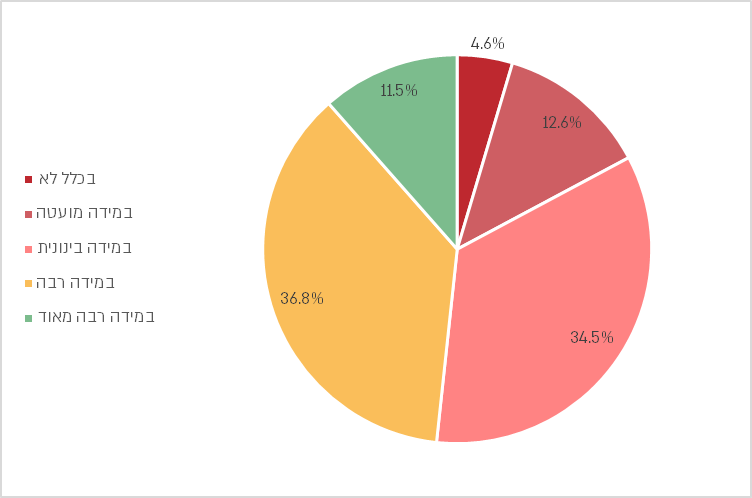 4.6%
11.5%
12.6%
בכלל לא
במידה מועטה
במידה בינונית
במידה רבה
36.8%
במידה רבה מאוד
34.5%